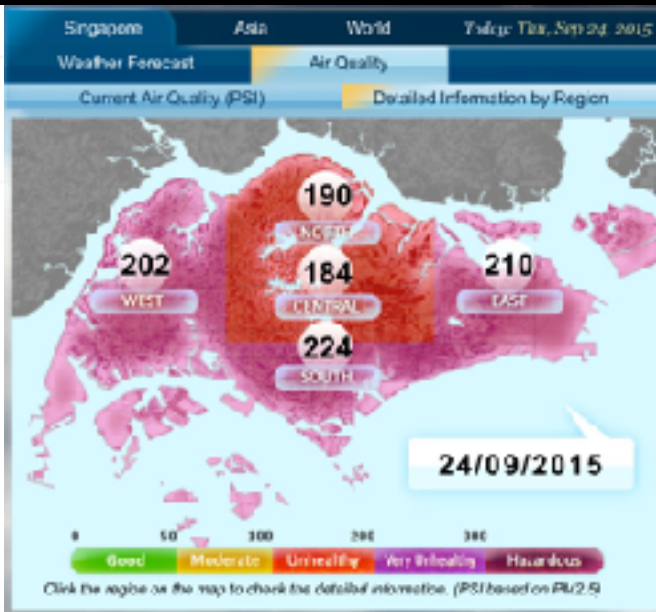 Singapore Asia World Today: Thu, Sep 24, 2015
Weather Forecast Air Quality
Current Air Quality (PSI) Detailed Information by Region
190
NORTH
202
WEST
184
CENTRAL
210
EAST
224
SOUTH
24/09/2015
0 50 100 200 300
Good Moderate Unhealthy Very Unhealthy Hazardous
Click the region on the map to check the detailed information. (PSI based on PM2.5)